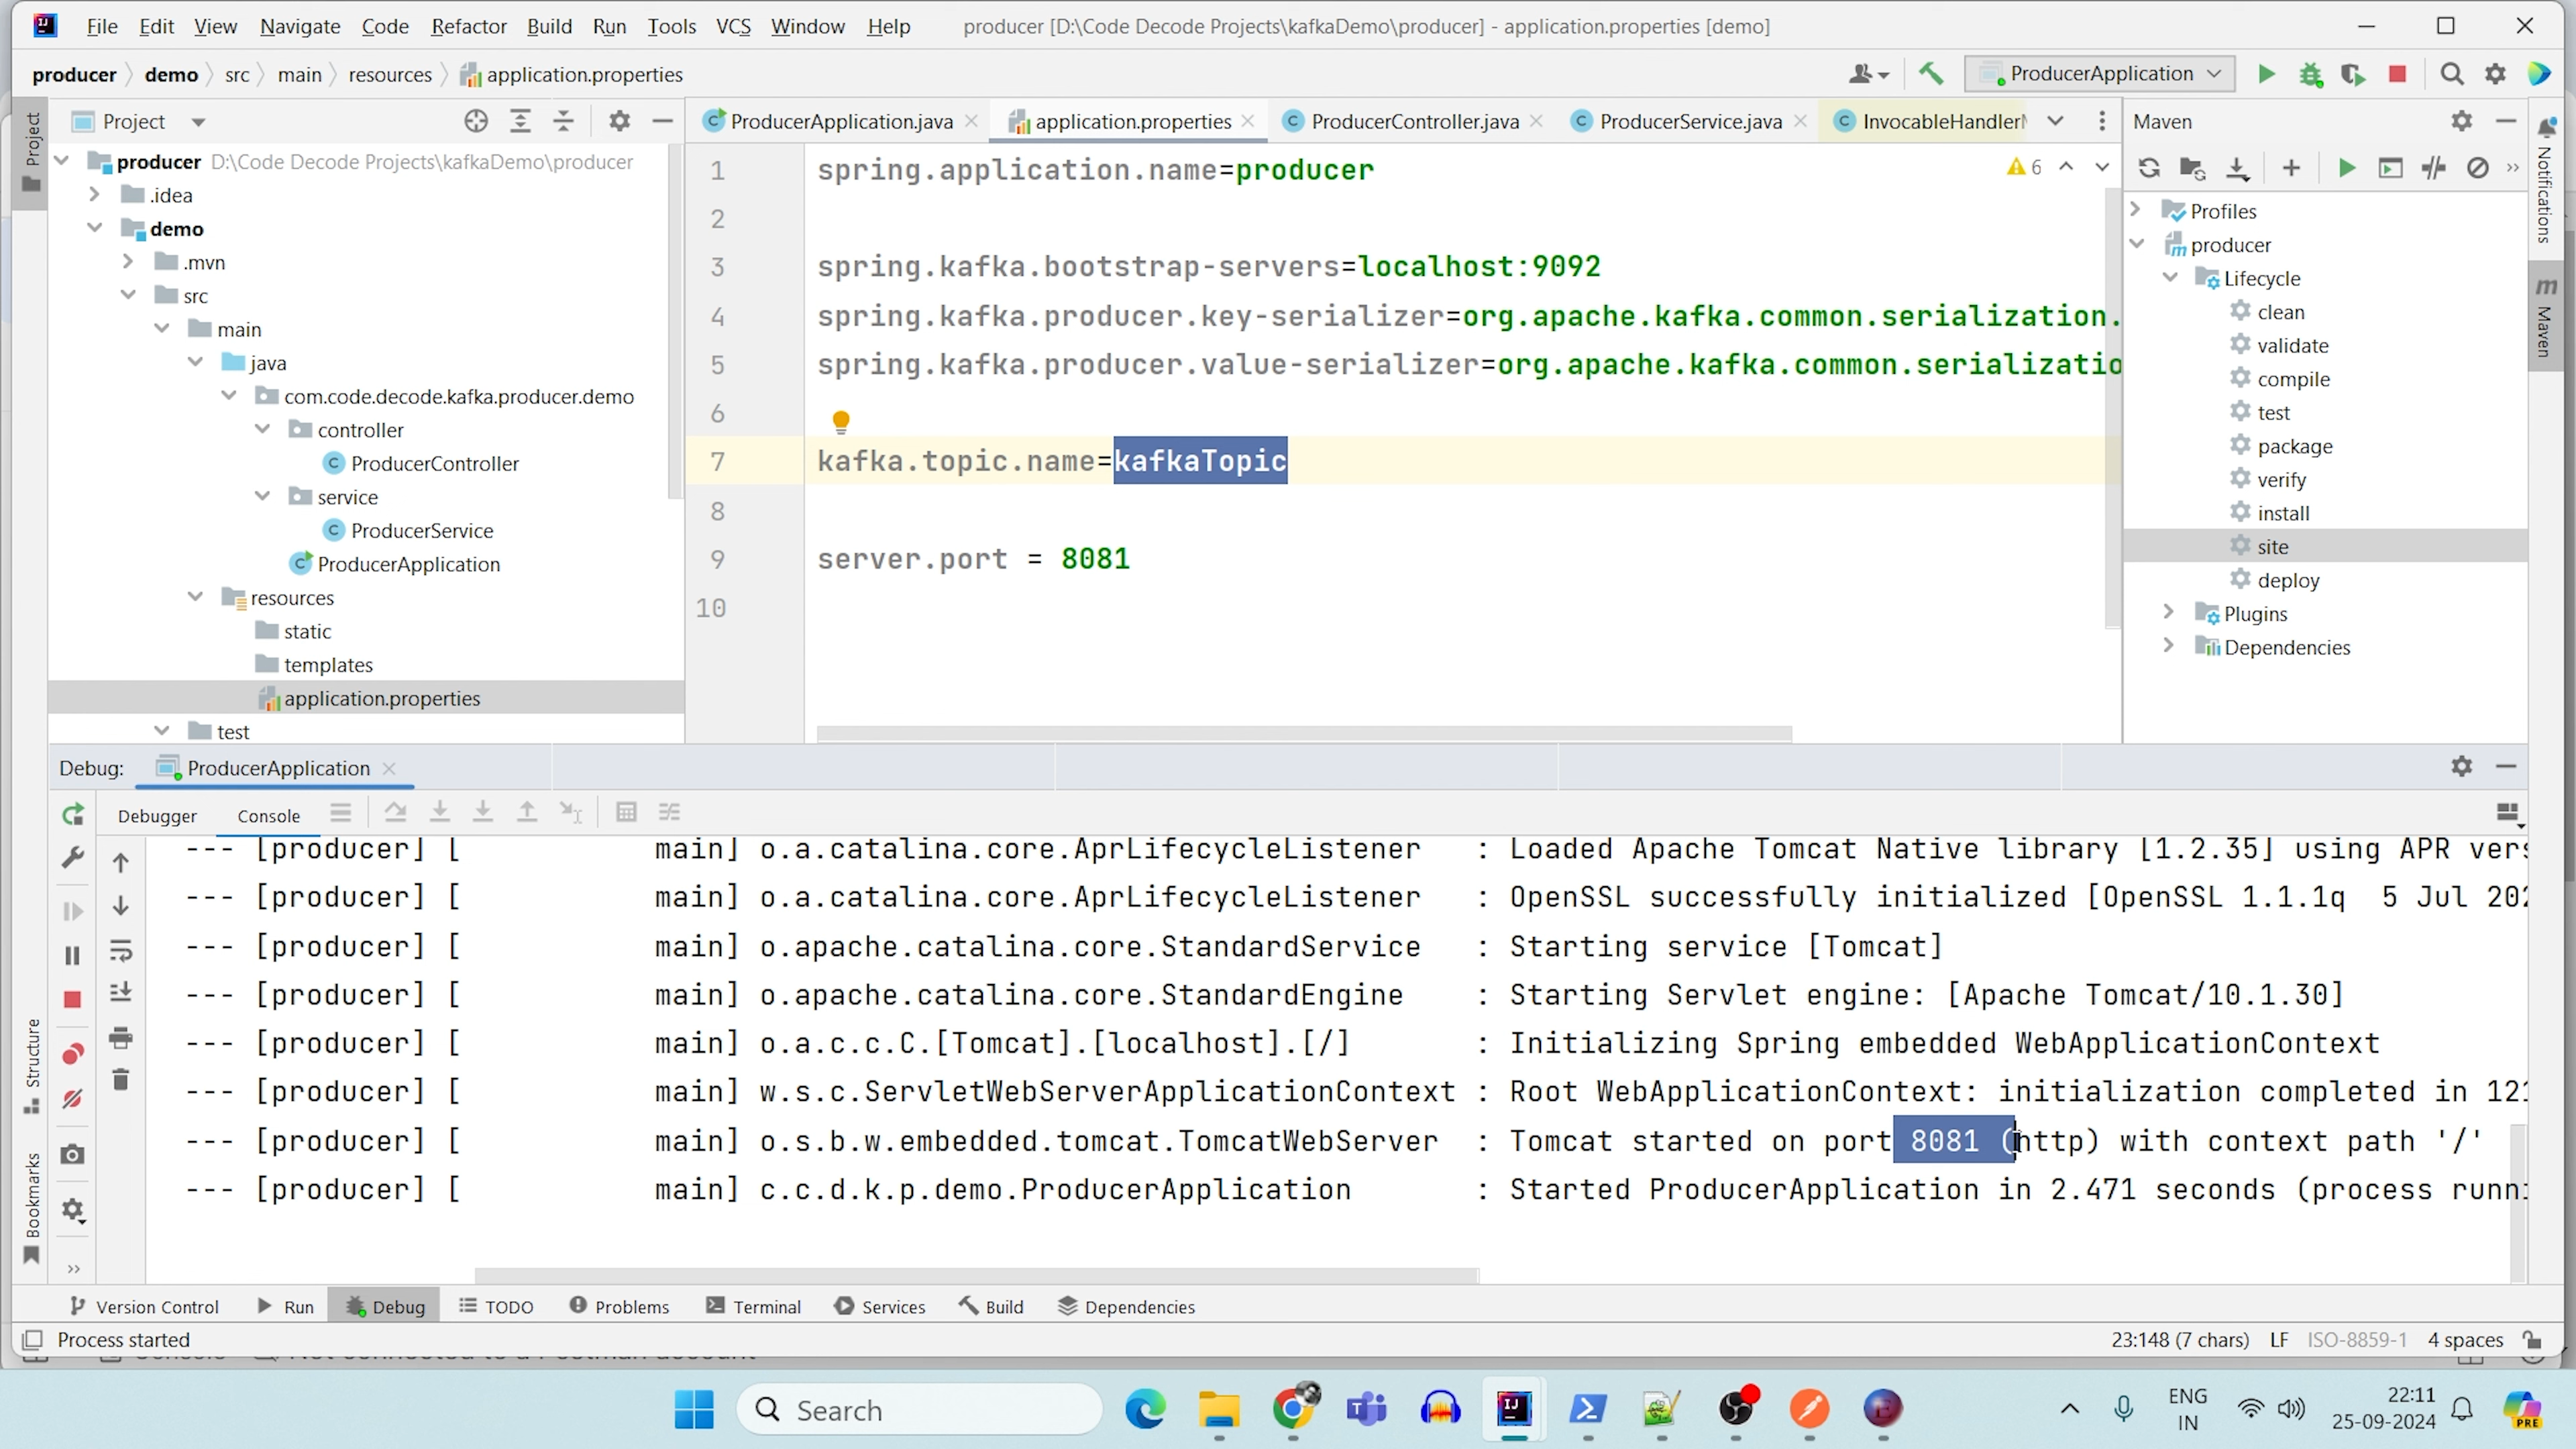 File Edit View Navigate Code Refactor Build Run Tools VCS Window Help producer [D:\Code Decode Projects\kafkaDemo\producer] - application.properties [demo]
producer demo src main resources application.properties ProducerApplication
Project
Project
ProducerApplication.java application.properties ProducerController.java ProducerService.java InvocableHandler
Maven
producer D:\Code Decode Projects\kafkaDemo\producer
.idea
demo
.mvn
src
main
java
com.code.decode.kafka.producer.demo
controller
ProducerController
service
ProducerService
ProducerApplication
resources
static
templates
application.properties
test
1 spring.application.name=producer
2
3 spring.kafka.bootstrap-servers=localhost:9092
4 spring.kafka.producer.key-serializer=org.apache.kafka.common.serialization.
5 spring.kafka.producer.value-serializer=org.apache.kafka.common.serializatio
6
7 kafka.topic.name=kafkaTopic
8
9 server.port = 8081
10
6
Profiles
producer
Lifecycle
clean
validate
compile
test
package
verify
install
site
deploy
Plugins
Dependencies
Notifications
Maven
Debug: ProducerApplication
Debugger Console
--- [producer] [ main] o.a.catalina.core.AprLifecycleListener : Loaded Apache Tomcat Native library [1.2.35] using APR vers
--- [producer] [ main] o.a.catalina.core.AprLifecycleListener : OpenSSL successfully initialized [OpenSSL 1.1.1q 5 Jul 202
--- [producer] [ main] o.apache.catalina.core.StandardService : Starting service [Tomcat]
--- [producer] [ main] o.apache.catalina.core.StandardEngine : Starting Servlet engine: [Apache Tomcat/10.1.30]
--- [producer] [ main] o.a.c.c.C.[Tomcat].[localhost].[/] : Initializing Spring embedded WebApplicationContext
--- [producer] [ main] w.s.c.ServletWebServerApplicationContext : Root WebApplicationContext: initialization completed in 121
--- [producer] [ main] o.s.b.w.embedded.tomcat.TomcatWebServer : Tomcat started on port 8081 (http) with context path '/'
--- [producer] [ main] c.c.d.k.p.demo.ProducerApplication : Started ProducerApplication in 2.471 seconds (process runn
Structure
Bookmarks
Version Control Run Debug TODO Problems Terminal Services Build Dependencies
Process started
23:148 (7 chars) LF ISO-8859-1 4 spaces
Search
ENG
IN
22:11
25-09-2024
PRE